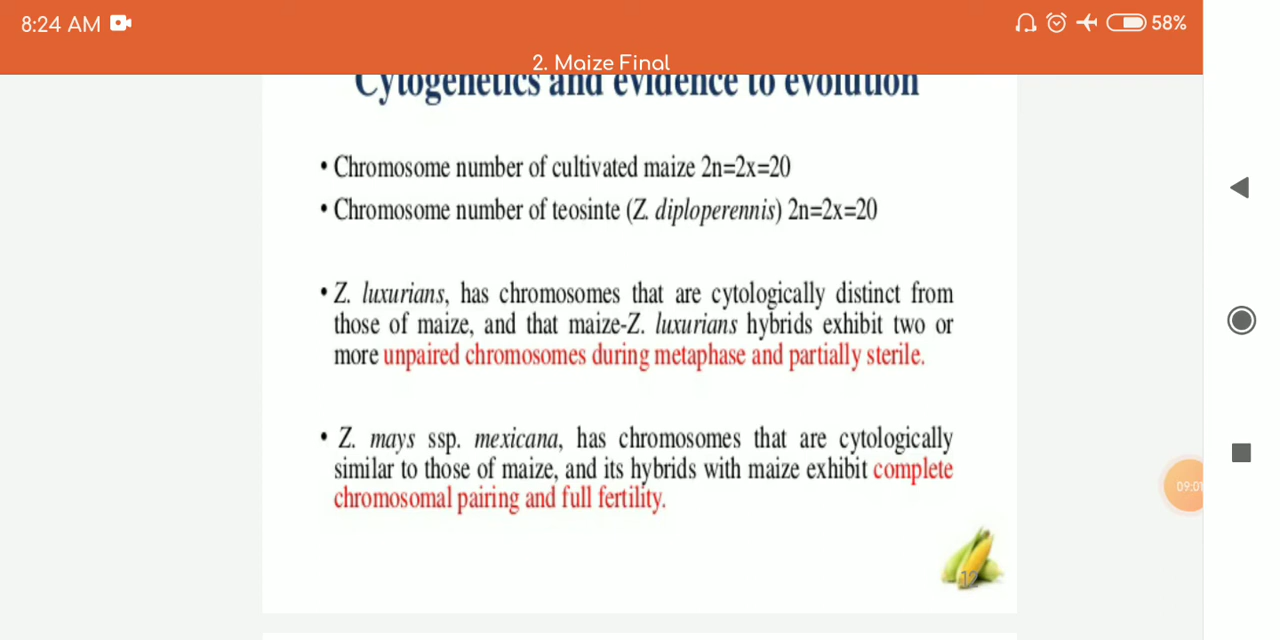 8:24 AM
58%
2. Maize Final
Cytogenetics and evidence to evolution
• Chromosome number of cultivated maize 2n=2x=20
• Chromosome number of teosinte (Z. diploperennis) 2n=2x=20
• Z. luxurians, has chromosomes that are cytologically distinct from
those of maize, and that maize-Z. luxurians hybrids exhibit two or
more unpaired chromosomes during metaphase and partially sterile.
• Z. mays ssp. mexicana, has chromosomes that are cytologically
similar to those of maize, and its hybrids with maize exhibit complete
chromosomal pairing and full fertility.
09:01
12